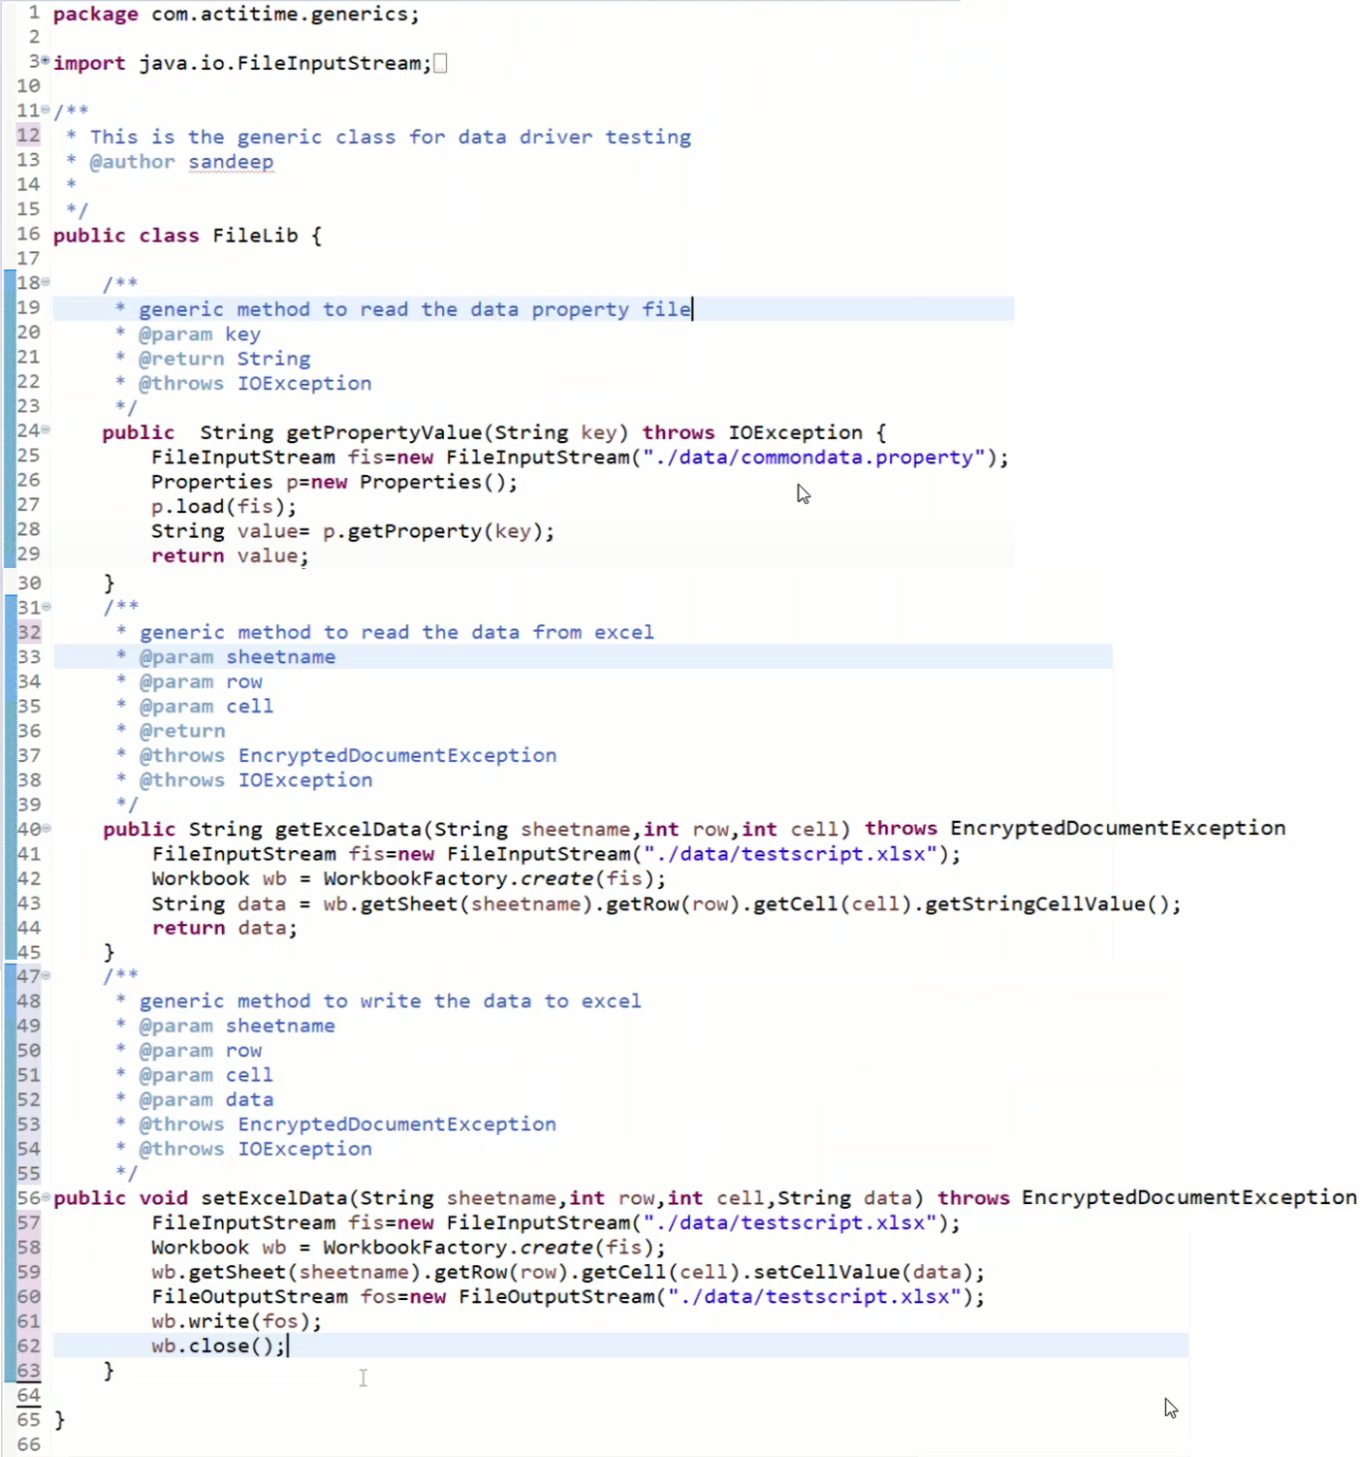 1 package com.actitime.generics;
2
3 import java.io.FileInputStream;
10
11 /**
12  * This is the generic class for data driver testing
13  * @author sandeep
14  *
15  */
16 public class FileLib {
17
18     /**
19      * generic method to read the data property file
20      * @param key
21      * @return String
22      * @throws IOException
23      */
24     public  String getPropertyValue(String key) throws IOException {
25         FileInputStream fis=new FileInputStream("./data/commondata.property");
26         Properties p=new Properties();
27         p.load(fis);
28         String value= p.getProperty(key);
29         return value;
30     }
31     /**
32      * generic method to read the data from excel
33      * @param sheetname
34      * @param row
35      * @param cell
36      * @return
37      * @throws EncryptedDocumentException
38      * @throws IOException
39      */
40     public String getExcelData(String sheetname,int row,int cell) throws EncryptedDocumentException
41         FileInputStream fis=new FileInputStream("./data/testscript.xlsx");
42         Workbook wb = WorkbookFactory.create(fis);
43         String data = wb.getSheet(sheetname).getRow(row).getCell(cell).getStringCellValue();
44         return data;
45     }
47     /**
48      * generic method to write the data to excel
49      * @param sheetname
50      * @param row
51      * @param cell
52      * @param data
53      * @throws EncryptedDocumentException
54      * @throws IOException
55      */
56 public void setExcelData(String sheetname,int row,int cell,String data) throws EncryptedDocumentException
57         FileInputStream fis=new FileInputStream("./data/testscript.xlsx");
58         Workbook wb = WorkbookFactory.create(fis);
59         wb.getSheet(sheetname).getRow(row).getCell(cell).setCellValue(data);
60         FileOutputStream fos=new FileOutputStream("./data/testscript.xlsx");
61         wb.write(fos);
62         wb.close();
63     }
64
65 }
66